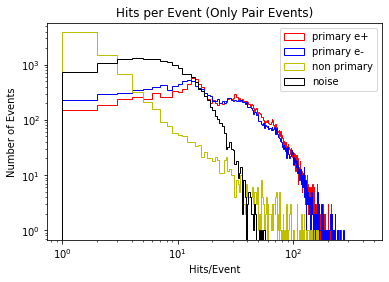 Hits per Event (Only Pair Events)
primary e+
primary e-
non primary
noise
Number of Events
10³
10²
10¹
10⁰
10⁰
10¹
10²
Hits/Event